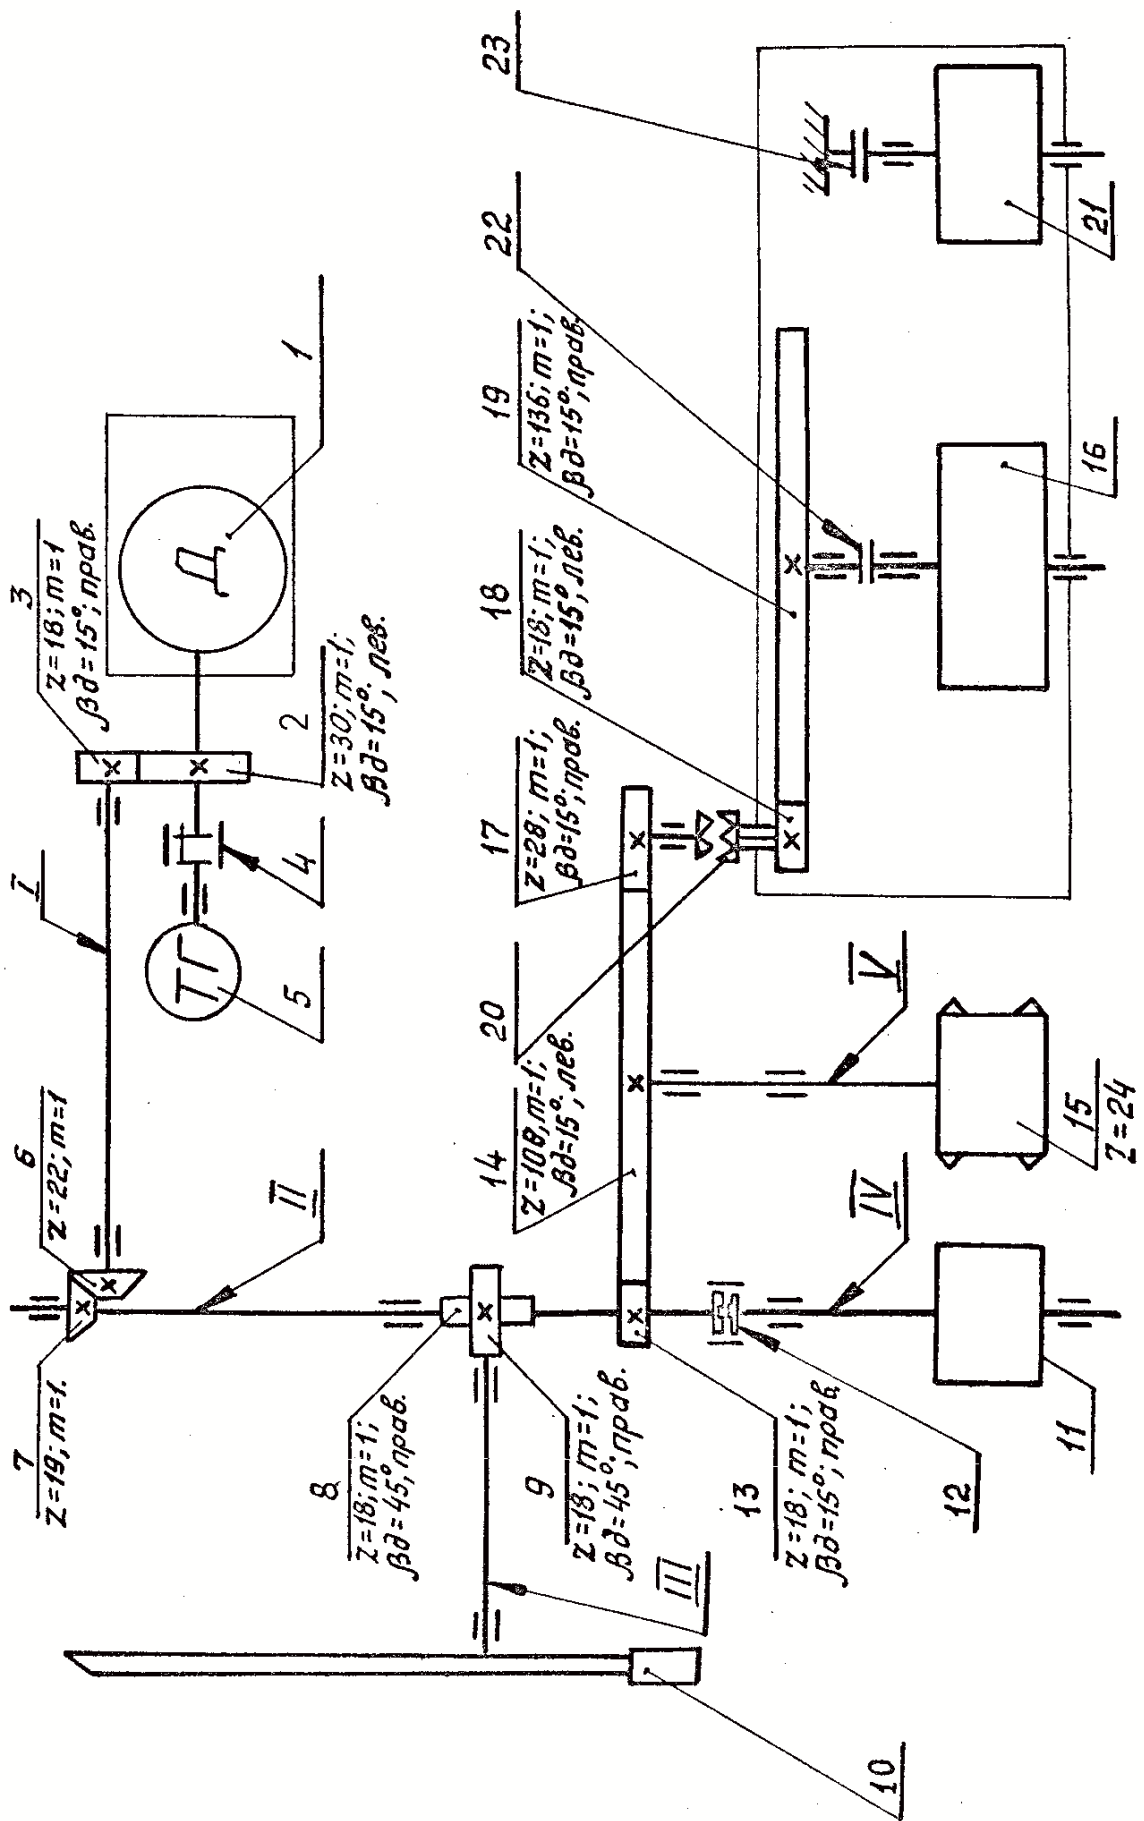 1
Д
3
z=18; m=1
βд=15°; прав.
2
z=30; m=1;
βд=15°, лев.
4
5
ТГ
I
6
z=22; m=1
7
z=19; m=1.
II
8
z=18; m=1;
βд=45°, прав.
9
z=18; m=1;
βд=45°; прав.
III
10
23
22
19
z=136; m=1;
βд=15°; прав.
18
z=18; m=1;
βд=15°, лев.
17
z=28; m=1;
βд=15°; прав.
20
14
z=108, m=1;
βд=15°, лев.
13
z=18; m=1;
βд=15°; прав.
12
IV
V
21
16
15
z=24
11